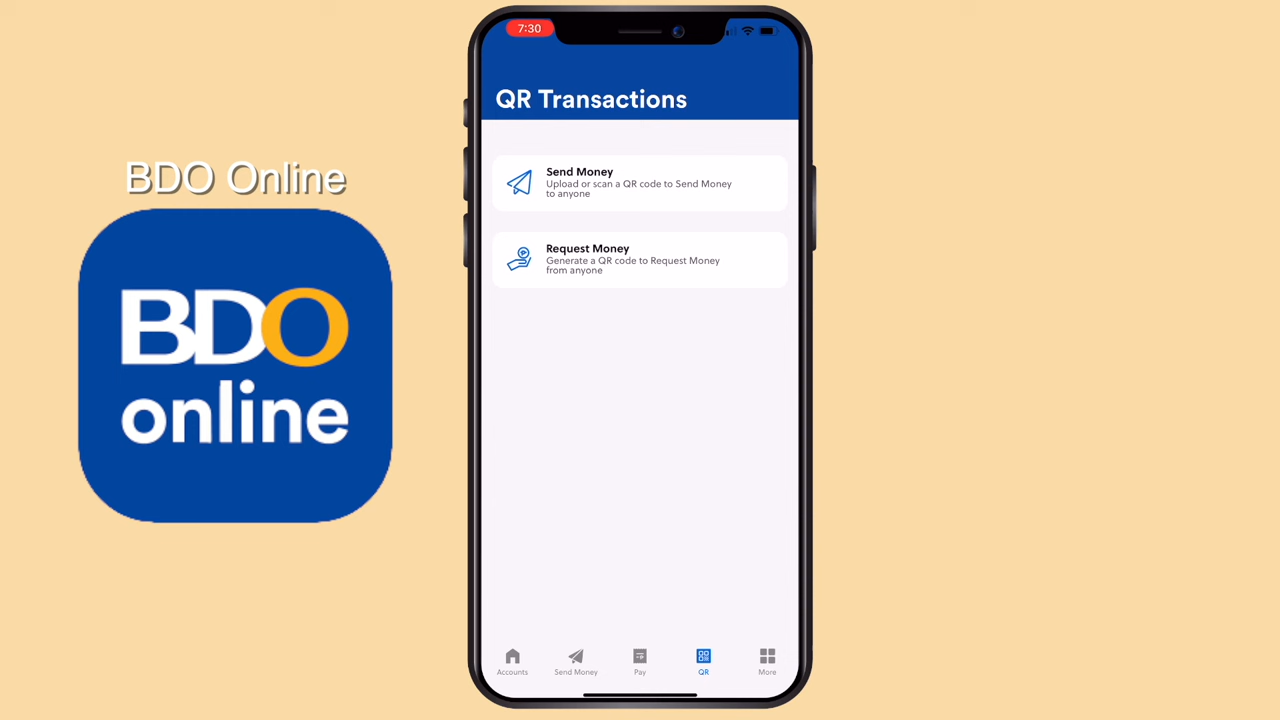 BDO Online
BDO
online
7:30
QR Transactions
Send Money
Upload or scan a QR code to Send Money
to anyone
Request Money
Generate a QR code to Request Money
from anyone
Accounts
Send Money
Pay
QR
More